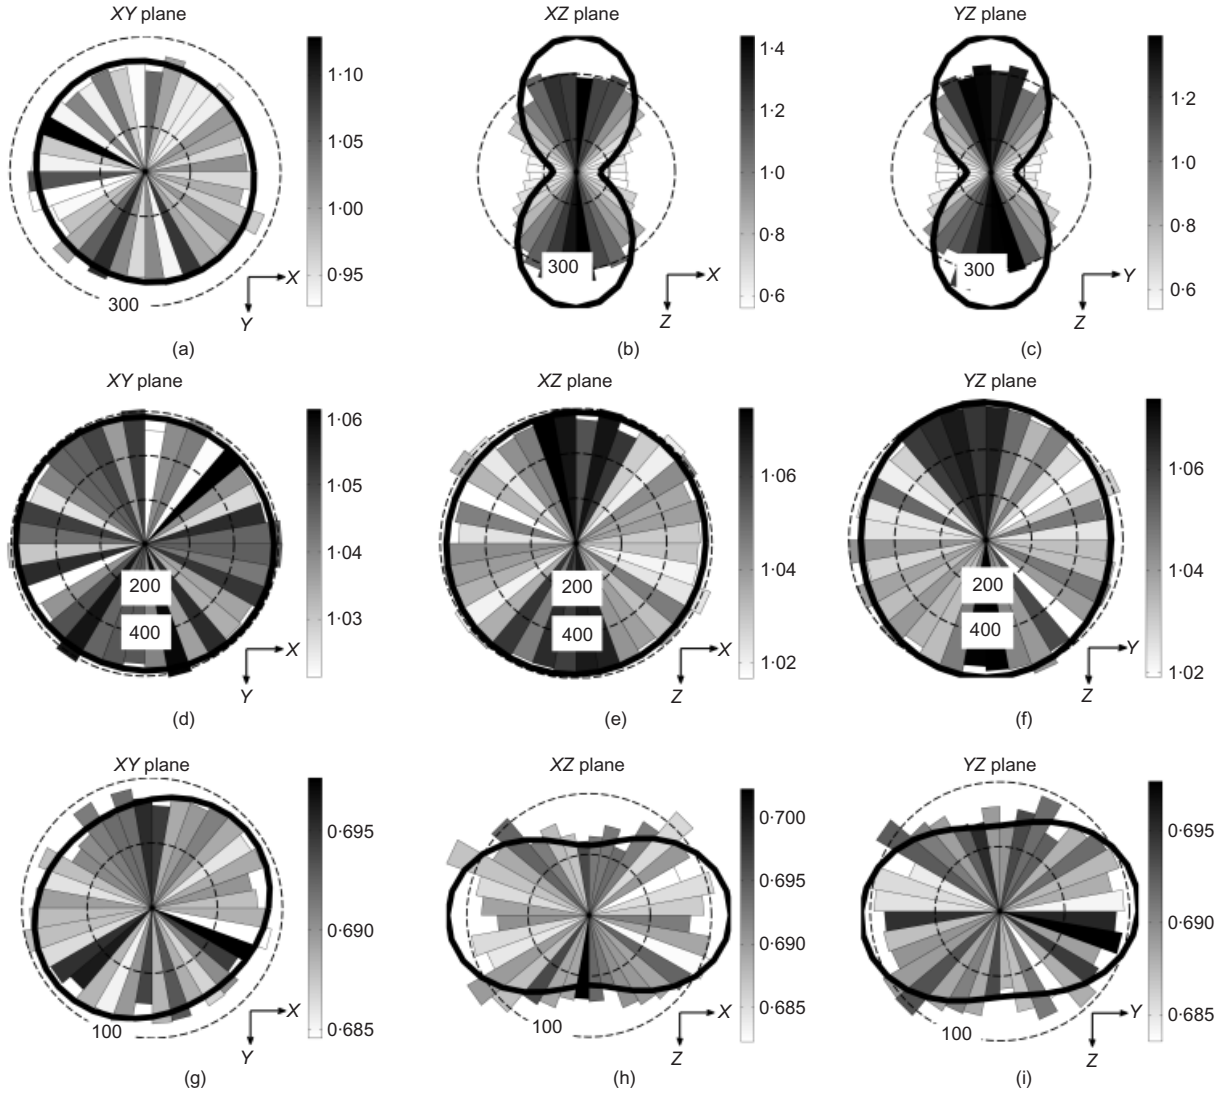 XY plane
XZ plane
YZ plane
1·10
1·05
1·00
0·95
300
X
Y
1·4
1·2
1·0
0·8
0·6
300
X
Z
1·2
1·0
0·8
0·6
300
Y
Z
(a)
(b)
(c)
XY plane
XZ plane
YZ plane
1·06
1·05
1·04
1·03
200
400
X
Y
1·06
1·04
1·02
200
400
X
Z
1·06
1·04
1·02
200
400
Y
Z
(d)
(e)
(f)
XY plane
XZ plane
YZ plane
0·695
0·690
0·685
100
X
Y
0·700
0·695
0·690
0·685
100
X
Z
0·695
0·690
0·685
100
Y
Z
(g)
(h)
(i)